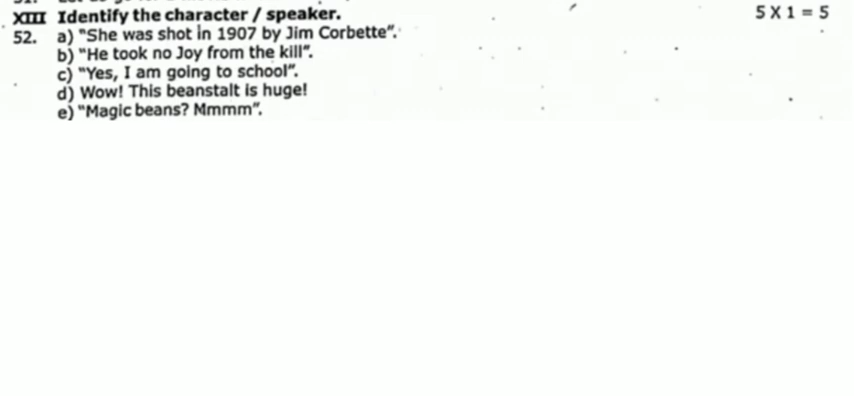 XIII Identify the character / speaker. 5 X 1 = 5
52. a) "She was shot in 1907 by Jim Corbette".
b) "He took no Joy from the kill".
c) "Yes, I am going to school".
d) Wow! This beanstalt is huge!
e) "Magic beans? Mmmm".